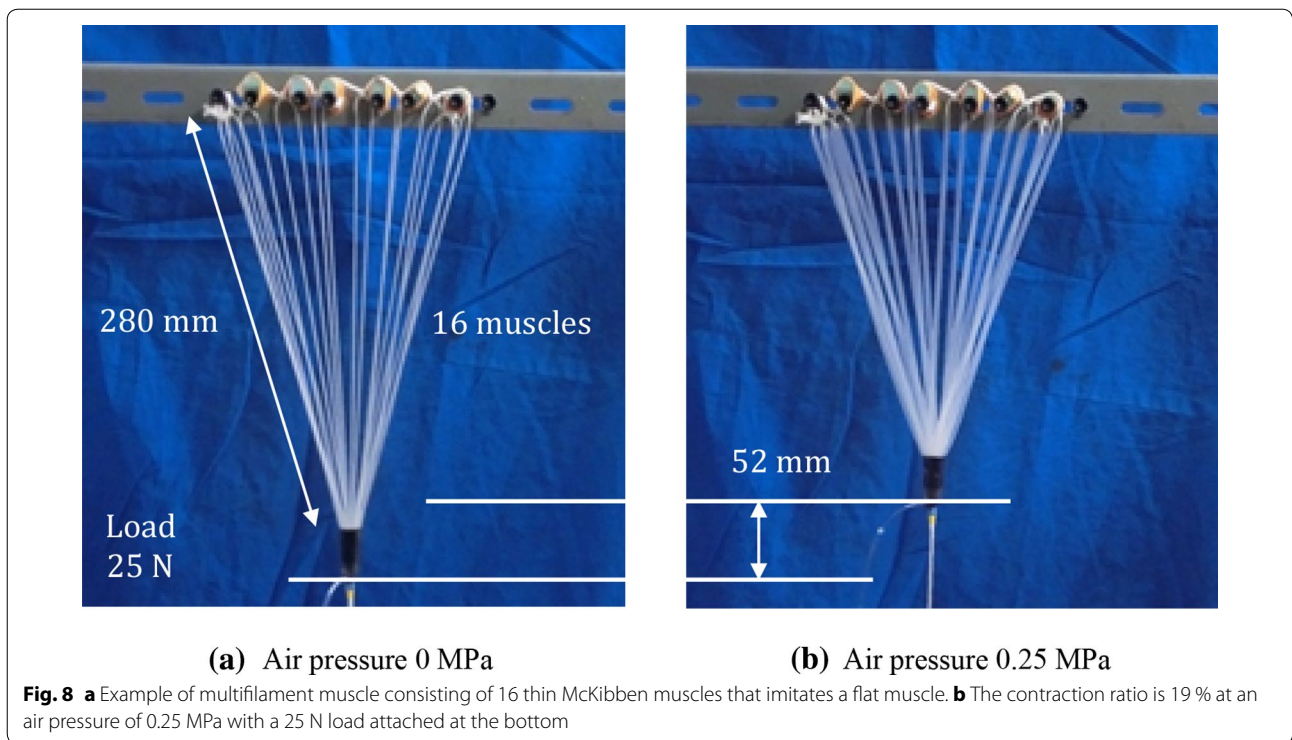 280 mm
16 muscles
Load
25 N
52 mm
(a) Air pressure 0 MPa
(b) Air pressure 0.25 MPa
Fig. 8 a Example of multifilament muscle consisting of 16 thin McKibben muscles that imitates a flat muscle. b The contraction ratio is 19 % at an
air pressure of 0.25 MPa with a 25 N load attached at the bottom